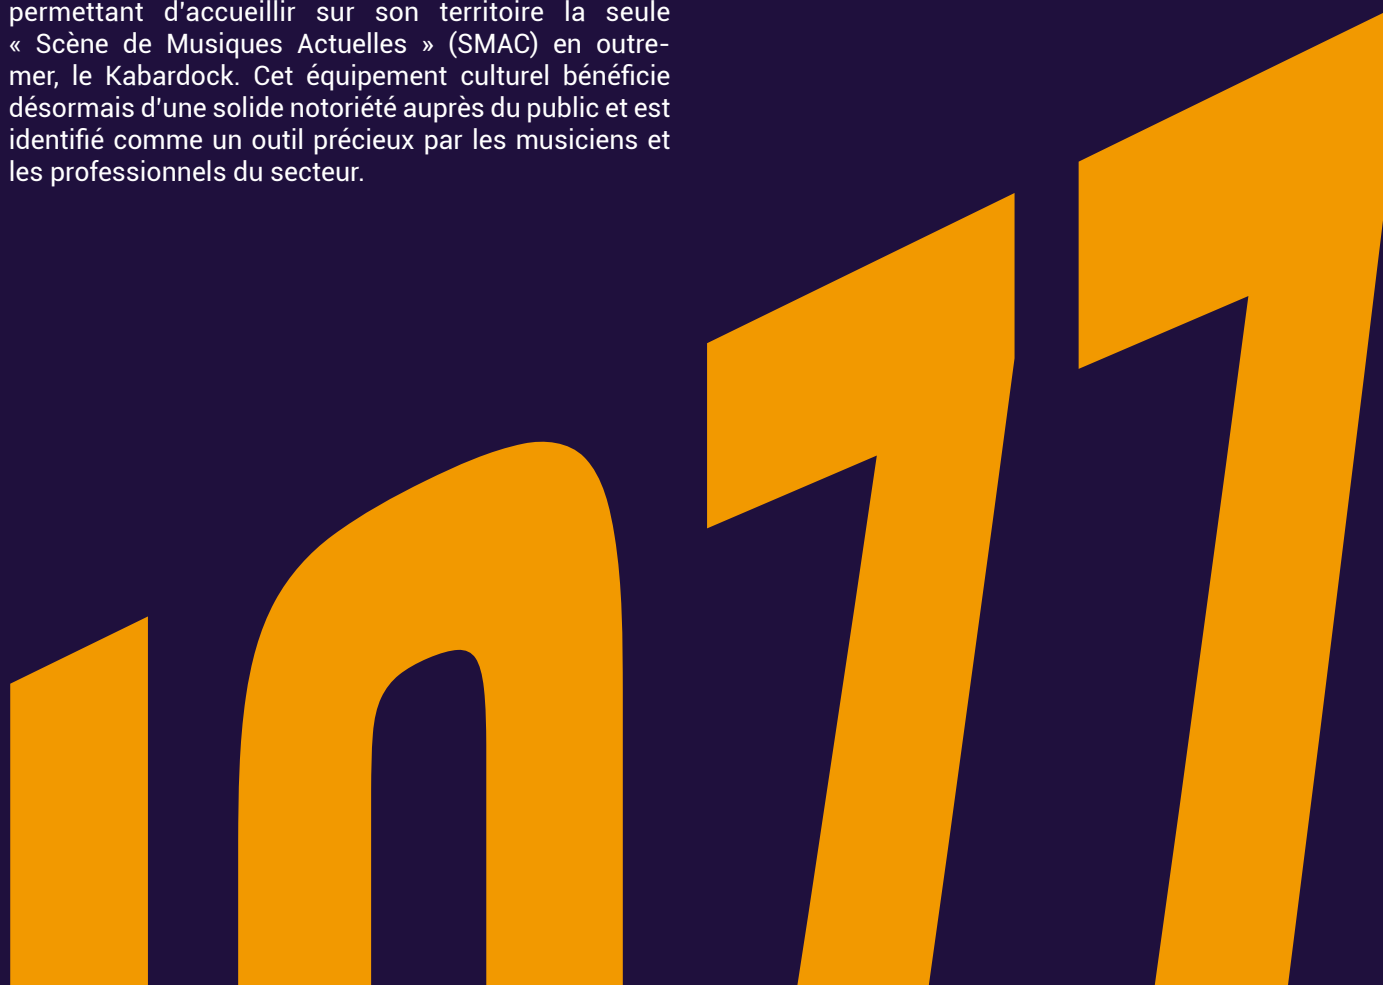 permettant d'accueillir sur son territoire la seule
« Scène de Musiques Actuelles » (SMAC) en outre-
mer, le Kabardock. Cet équipement culturel bénéficie
désormais d'une solide notoriété auprès du public et est
identifié comme un outil précieux par les musiciens et
les professionnels du secteur.